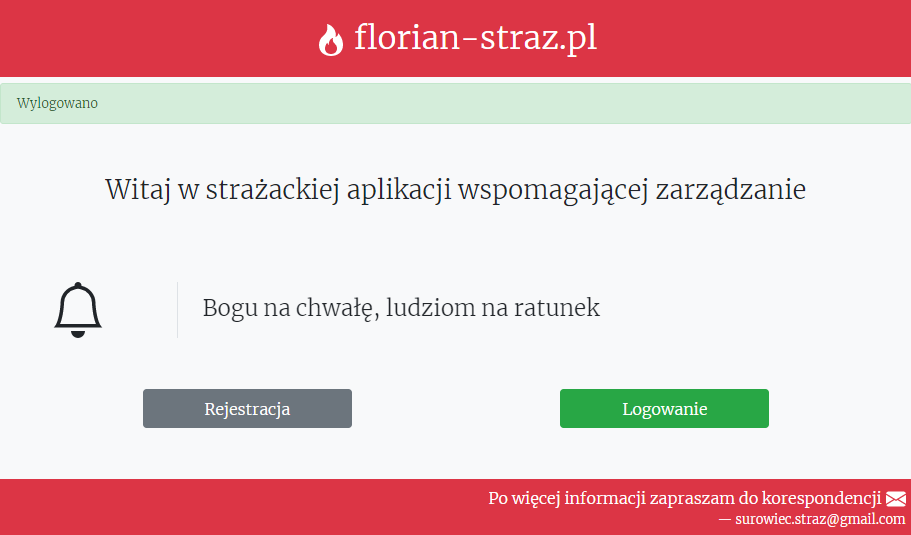 florian-straz.pl
Wylogowano
Witaj w strażackiej aplikacji wspomagającej zarządzanie
Bogu na chwałę, ludziom na ratunek
Rejestracja
Logowanie
Po więcej informacji zapraszam do korespondencji
— surowiec.straz@gmail.com